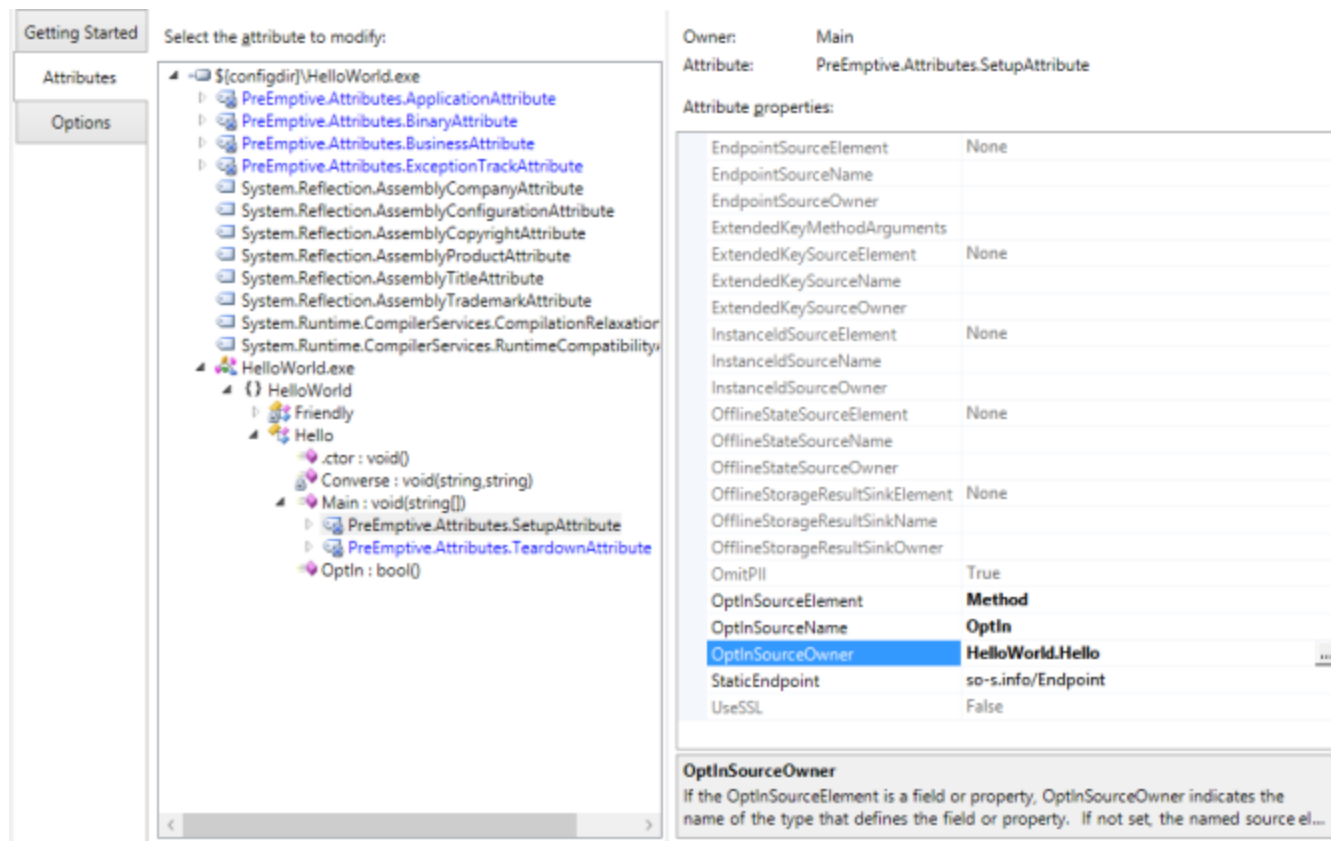 Getting Started
Attributes
Options
Select the attribute to modify:
${configdir}\HelloWorld.exe
PreEmptive.Attributes.ApplicationAttribute
PreEmptive.Attributes.BinaryAttribute
PreEmptive.Attributes.BusinessAttribute
PreEmptive.Attributes.ExceptionTrackAttribute
System.Reflection.AssemblyCompanyAttribute
System.Reflection.AssemblyConfigurationAttribute
System.Reflection.AssemblyCopyrightAttribute
System.Reflection.AssemblyProductAttribute
System.Reflection.AssemblyTitleAttribute
System.Reflection.AssemblyTrademarkAttribute
System.Runtime.CompilerServices.CompilationRelaxation
System.Runtime.CompilerServices.RuntimeCompatibility
HelloWorld.exe
{} HelloWorld
Friendly
Hello
.ctor : void()
Converse : void(string,string)
Main : void(string[])
PreEmptive.Attributes.SetupAttribute
PreEmptive.Attributes.TeardownAttribute
OptIn : bool()
Owner: Main
Attribute: PreEmptive.Attributes.SetupAttribute
Attribute properties:
EndpointSourceElement None
EndpointSourceName
EndpointSourceOwner
ExtendedKeyMethodArguments
ExtendedKeySourceElement None
ExtendedKeySourceName
ExtendedKeySourceOwner
InstanceIdSourceElement None
InstanceIdSourceName
InstanceIdSourceOwner
OfflineStateSourceElement None
OfflineStateSourceName
OfflineStateSourceOwner
OfflineStorageResultSinkElement None
OfflineStorageResultSinkName
OfflineStorageResultSinkOwner
OmitPII True
OptInSourceElement Method
OptInSourceName OptIn
OptInSourceOwner HelloWorld.Hello ...
StaticEndpoint so-s.info/Endpoint
UseSSL False
OptInSourceOwner
If the OptInSourceElement is a field or property, OptInSourceOwner indicates the
name of the type that defines the field or property. If not set, the named source el...